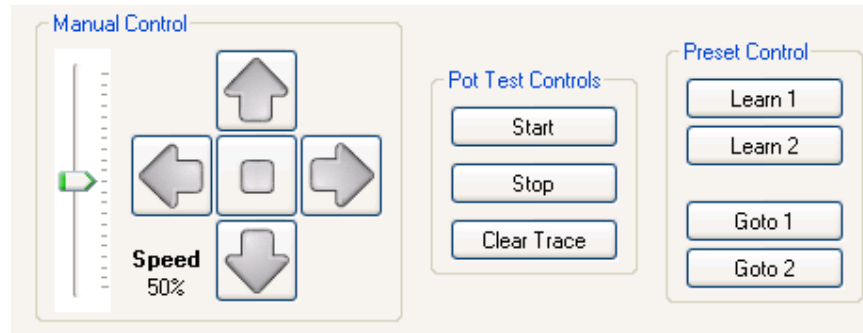 Manual Control
Speed
50%
Pot Test Controls
Start
Stop
Clear Trace
Preset Control
Learn 1
Learn 2
Goto 1
Goto 2